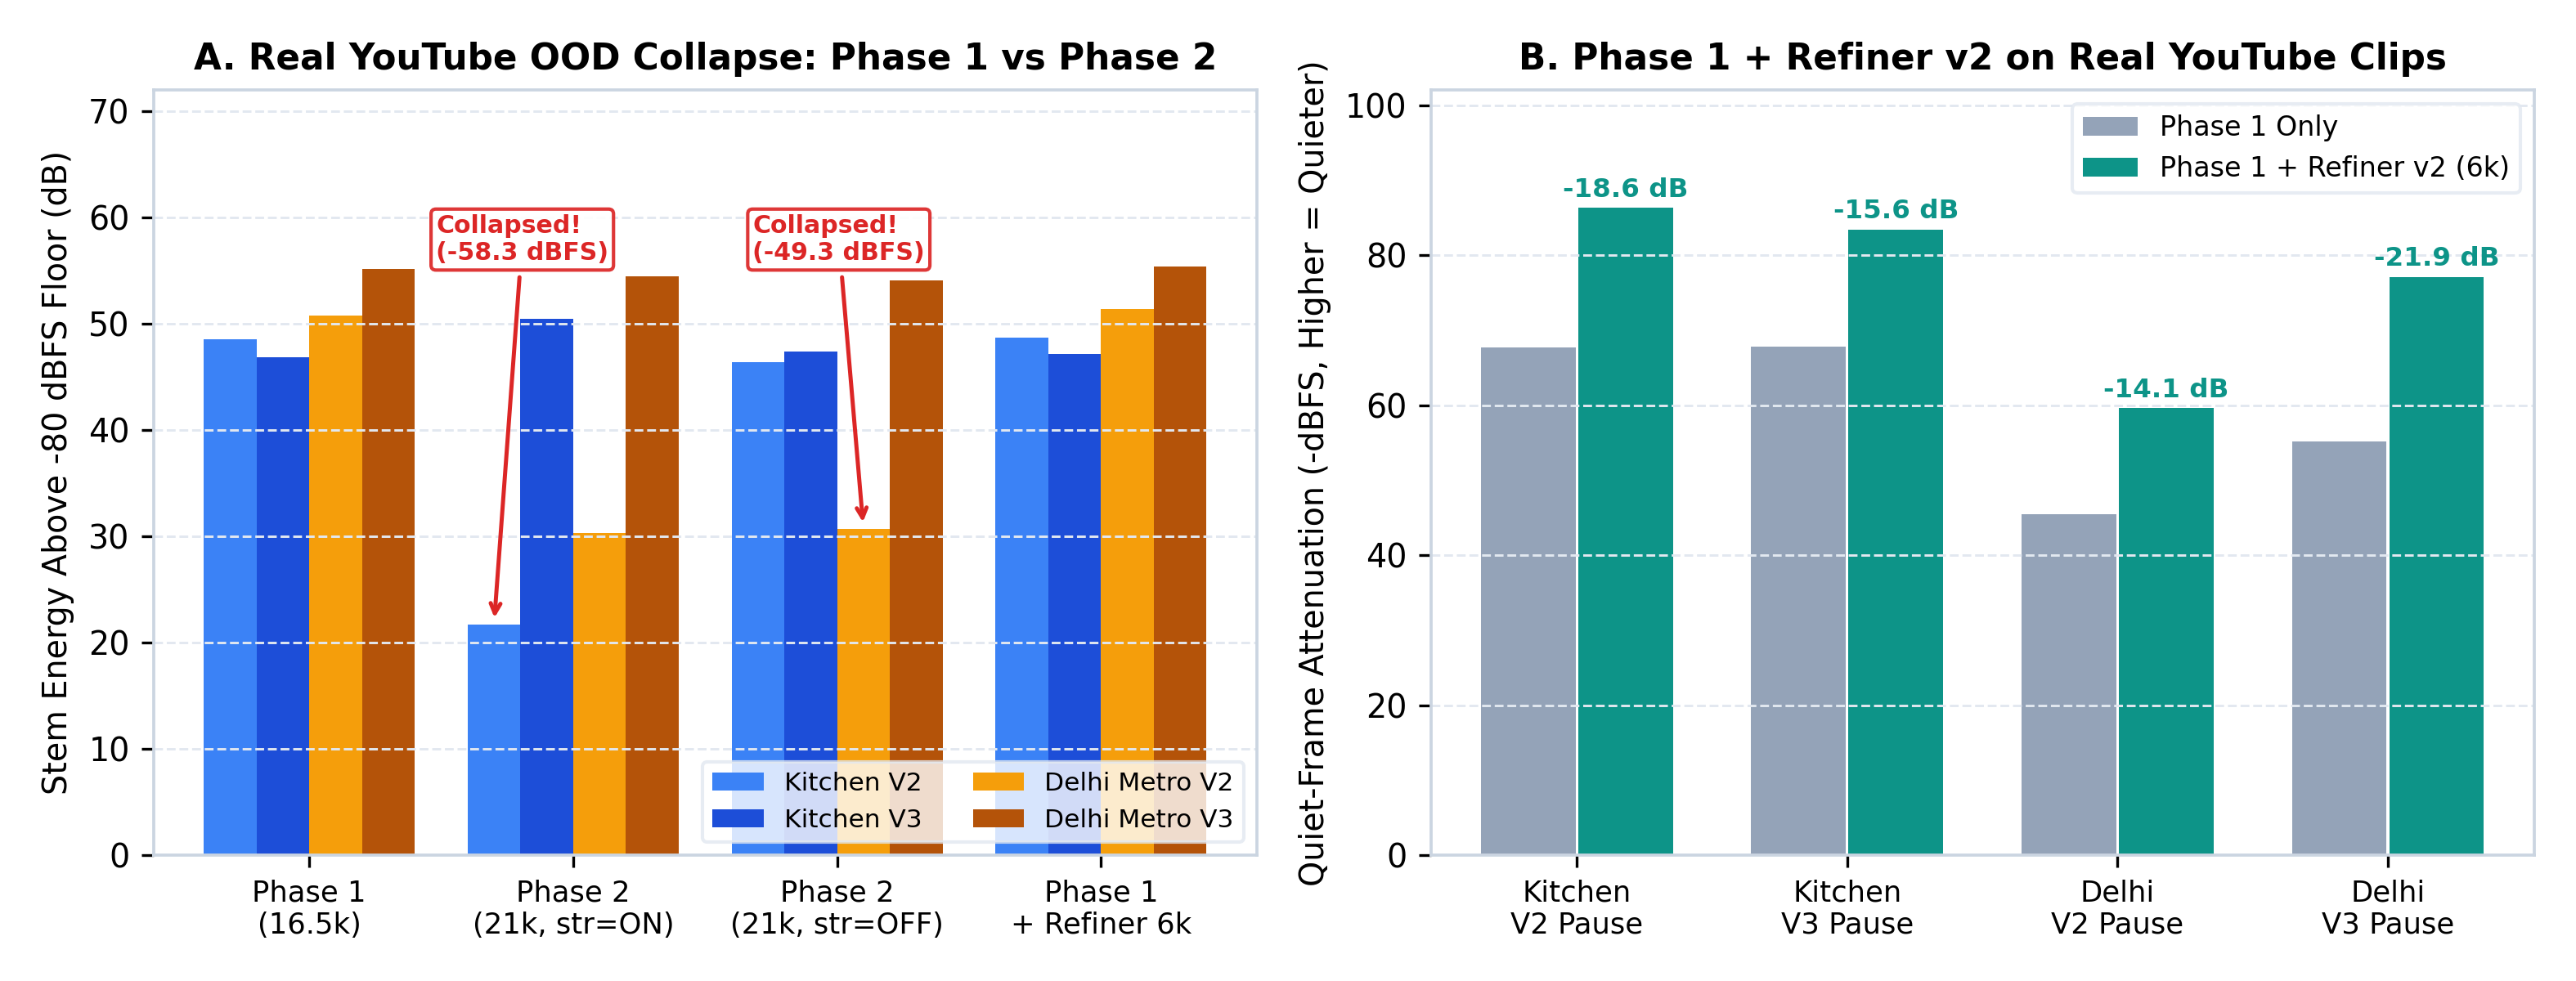 A. Real YouTube OOD Collapse: Phase 1 vs Phase 2
Stem Energy Above -80 dBFS Floor (dB)
70
60
50
40
30
20
10
0
Collapsed!
(-58.3 dBFS)
Collapsed!
(-49.3 dBFS)
Kitchen V2
Kitchen V3
Delhi Metro V2
Delhi Metro V3
Phase 1
(16.5k)
Phase 2
(21k, str=ON)
Phase 2
(21k, str=OFF)
Phase 1
+ Refiner 6k
B. Phase 1 + Refiner v2 on Real YouTube Clips
Quiet-Frame Attenuation (-dBFS, Higher = Quieter)
100
80
60
40
20
0
Phase 1 Only
Phase 1 + Refiner v2 (6k)
-18.6 dB
-15.6 dB
-14.1 dB
-21.9 dB
Kitchen
V2 Pause
Kitchen
V3 Pause
Delhi
V2 Pause
Delhi
V3 Pause